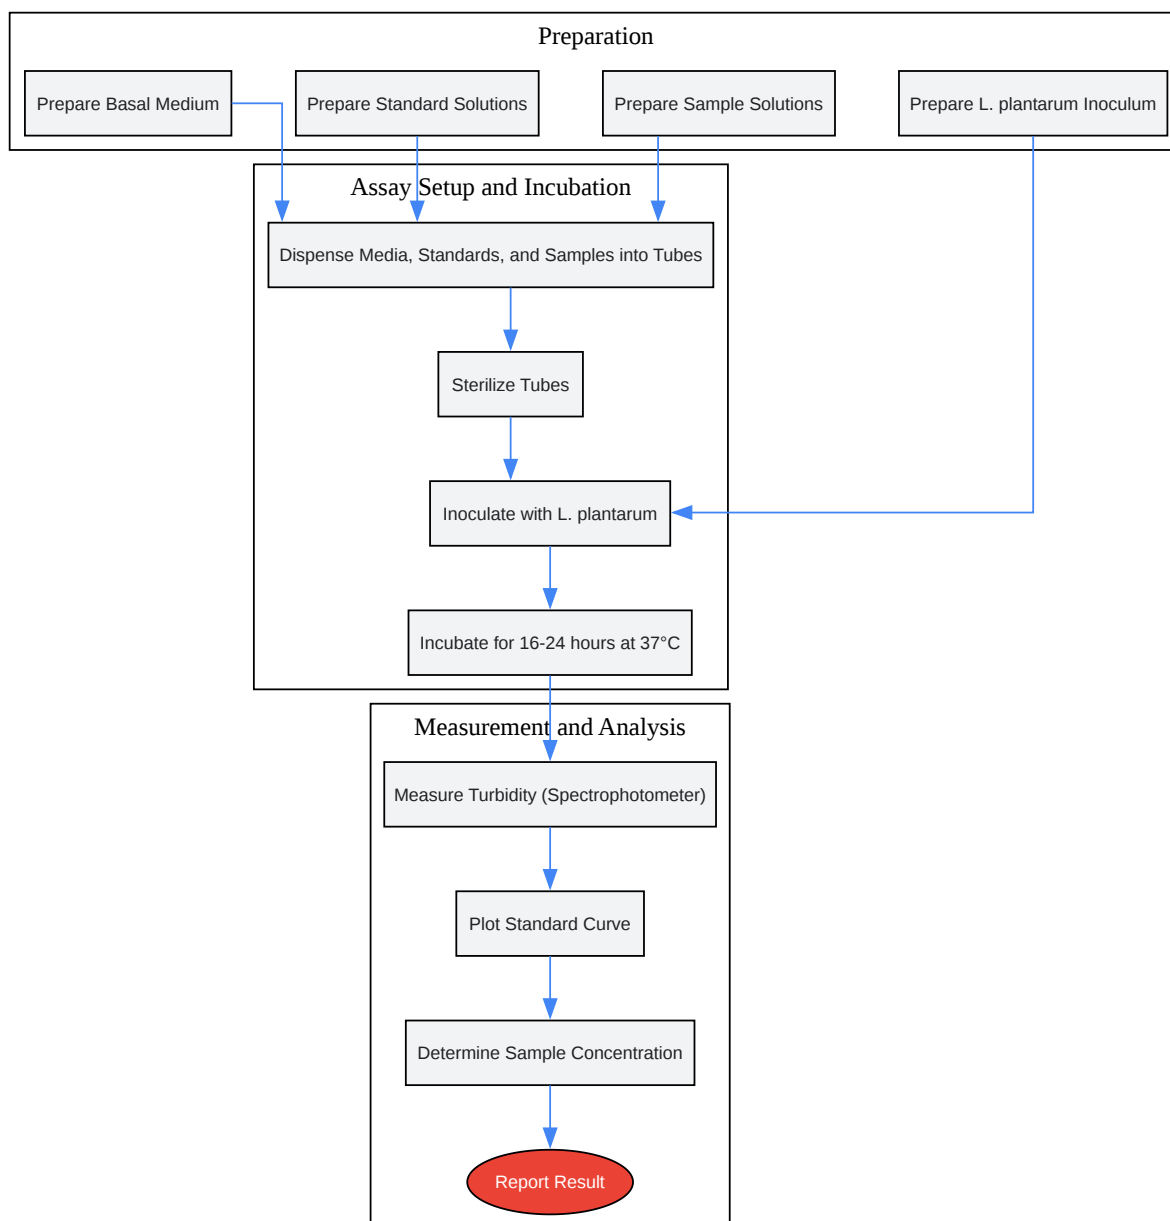 Preparation
Prepare Basal Medium
Prepare Standard Solutions
Prepare Sample Solutions
Prepare L. plantarum Inoculum
Assay Setup and Incubation
Dispense Media, Standards, and Samples into Tubes
Sterilize Tubes
Inoculate with L. plantarum
Incubate for 16-24 hours at 37°C
Measurement and Analysis
Measure Turbidity (Spectrophotometer)
Plot Standard Curve
Determine Sample Concentration
Report Result